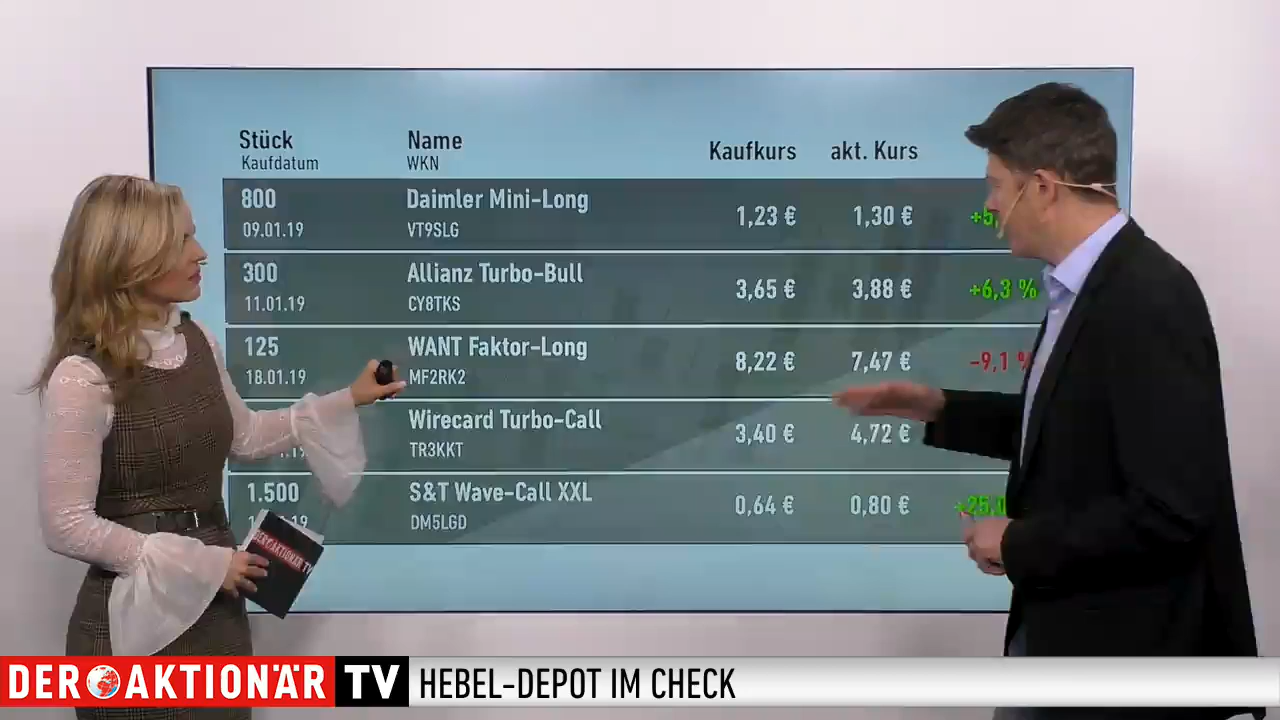 Stück Name Kaufkurs akt. Kurs
Kaufdatum WKN
800 Daimler Mini-Long 1,23 € 1,30 €
09.01.19 VT9SLG
300 Allianz Turbo-Bull 3,65 € 3,88 € +6,3 %
11.01.19 CY8TKS
125 WANT Faktor-Long 8,22 € 7,47 € -9,1 %
18.01.19 MF2RK2
Wirecard Turbo-Call 3,40 € 4,72 €
TR3KKT
1.500 S&T Wave-Call XXL 0,64 € 0,80 € +25,0
DM5LGD
DER AKTIONÄR TV
DER AKTIONÄR TV HEBEL-DEPOT IM CHECK